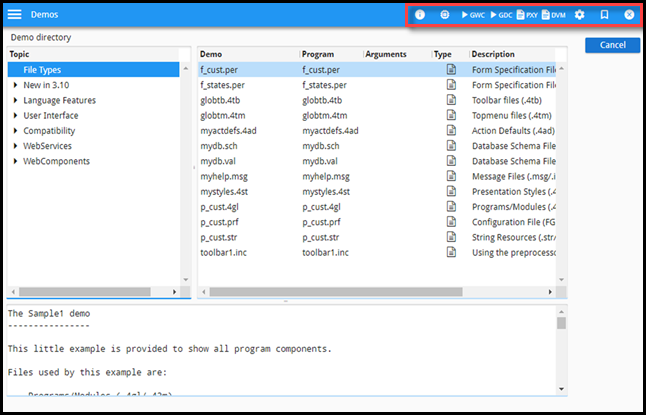 Demos GWC GDC PXY DVM
Demo directory
Cancel
Topic
File Types
New in 3.10
Language Features
User Interface
Compatibility
WebServices
WebComponents
Demo Program Arguments Type Description
f_cust.per f_cust.per Form Specification File
f_states.per f_states.per Form Specification File
globtb.4tb globtb.4tb Toolbar files (.4tb)
globtm.4tm globtm.4tm Topmenu files (.4tm)
myactdefs.4ad myactdefs.4ad Action Defaults (.4ad)
mydb.sch mydb.sch Database Schema File
mydb.val mydb.val Database Schema File
myhelp.msg myhelp.msg Message Files (.msg/.i
mystyles.4st mystyles.4st Presentation Styles (.4
p_cust.4gl p_cust.4gl Programs/Modules (.4
p_cust.prf p_cust.prf Configuration File (FG
p_cust.str p_cust.str String Resources (.str/
toolbar1.inc toolbar1.inc Using the preprocesso
The Sample1 demo
----------------
This little example is provided to show all program components.
Files used by this example are:
Programs/Modules (.4gl/.42m)